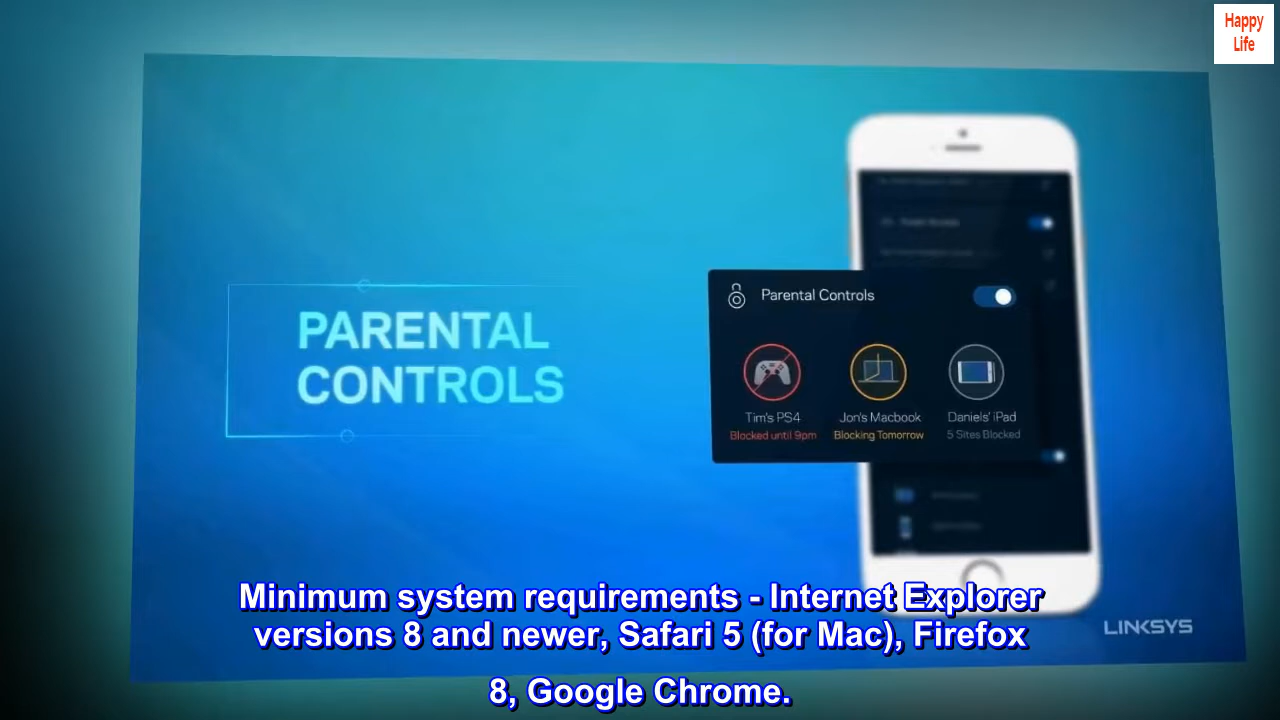 Happy
Life
PARENTAL
CONTROLS
Parental Controls
Tim's PS4
Blocked until 9pm
Jon's Macbook
Blocking Tomorrow
Daniels' iPad
5 Sites Blocked
LINKSYS
Minimum system requirements - Internet Explorer
versions 8 and newer, Safari 5 (for Mac), Firefox
8, Google Chrome.